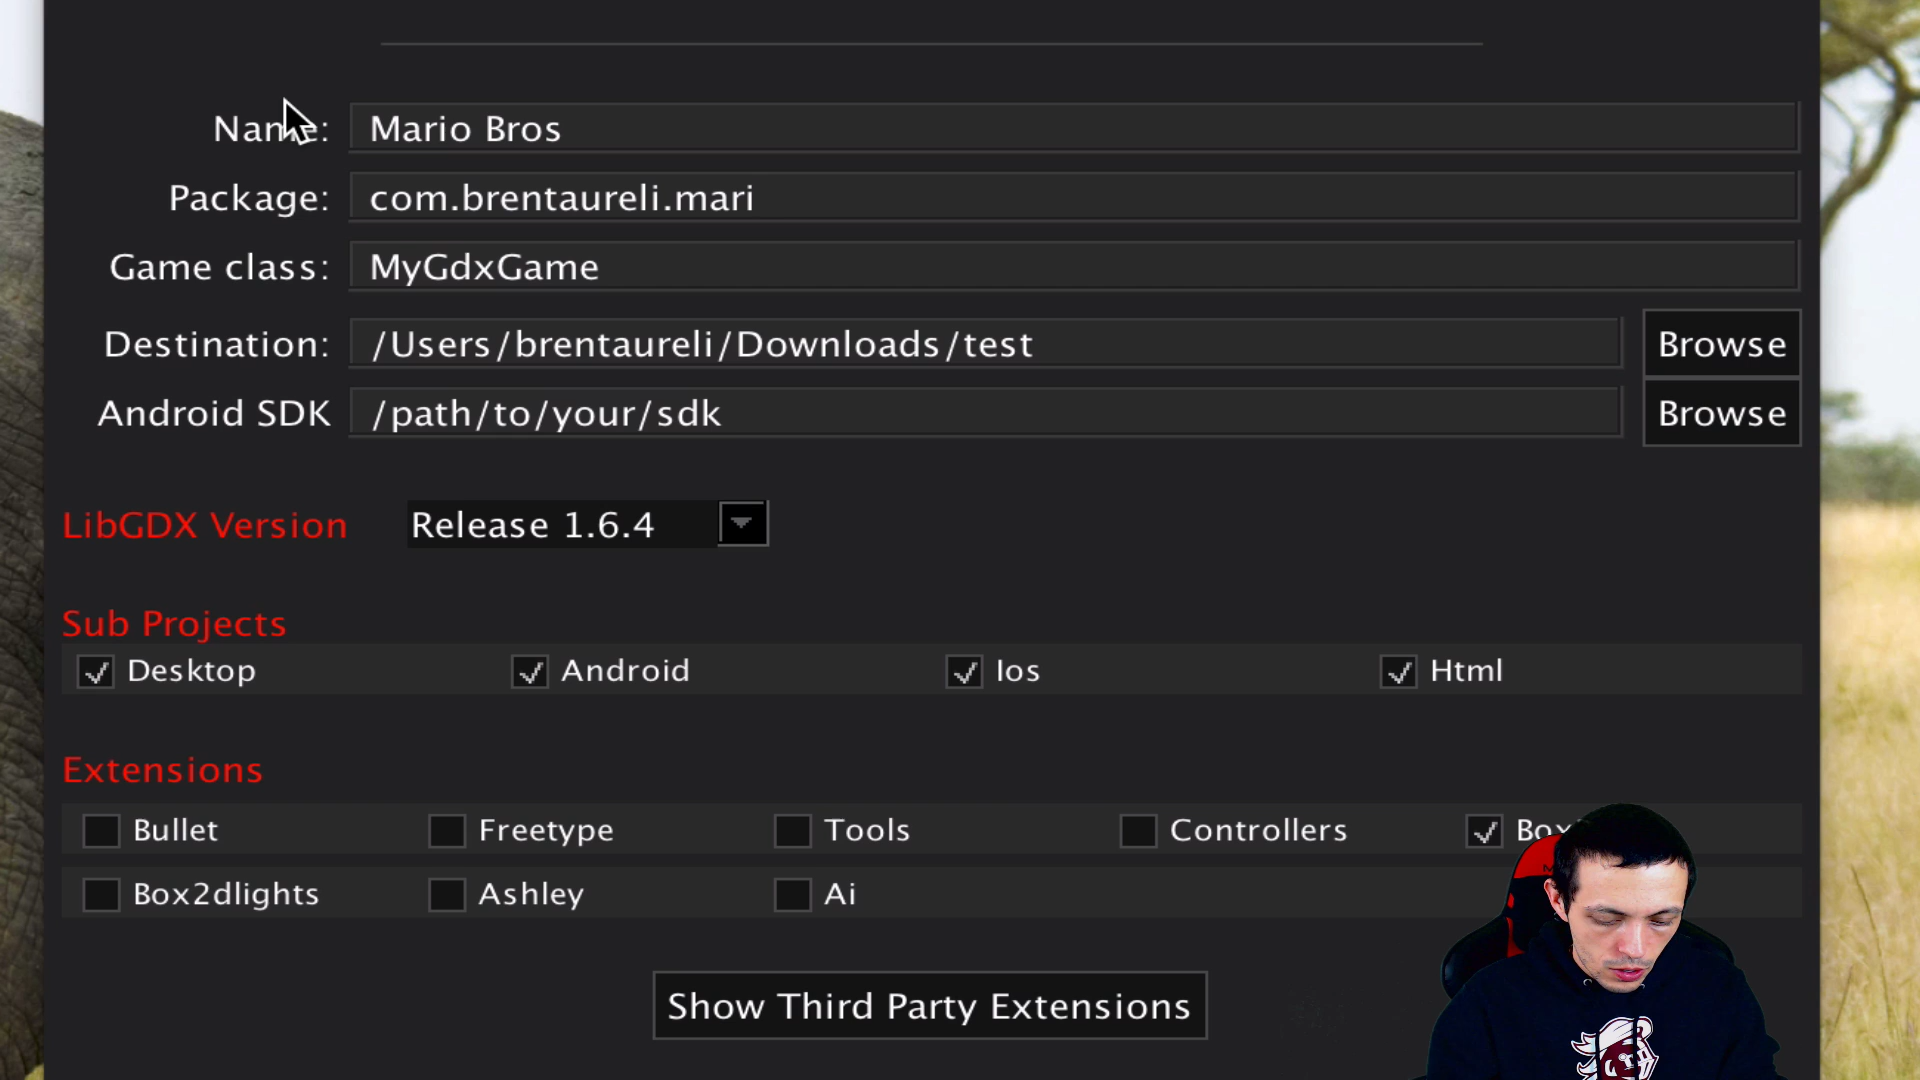 Name: Mario Bros
Package: com.brentaureli.mari
Game class: MyGdxGame
Destination: /Users/brentaureli/Downloads/test Browse
Android SDK /path/to/your/sdk Browse
LibGDX Version Release 1.6.4
Sub Projects
Desktop Android Ios Html
Extensions
Bullet Freetype Tools Controllers
Box2dlights Ashley Ai
Show Third Party Extensions